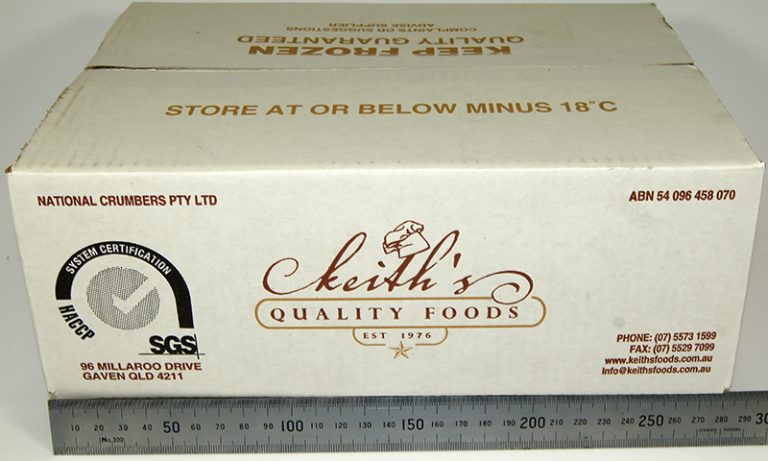 KEEP FROZEN
QUALITY GUARANTEED
COMPLAINTS OR SUGGESTIONS
ADVISE SUPPLIER
STORE AT OR BELOW MINUS 18°C
NATIONAL CRUMBERS PTY LTD
ABN 54 096 458 070
SYSTEM CERTIFICATION
HACCP
SGS
96 MILLAROO DRIVE
GAVEN QLD 4211
Keith's
QUALITY FOODS
EST 1976
PHONE: (07) 5573 1599
FAX: (07) 5529 7099
www.keithsfoods.com.au
info@keithsfoods.com.au
10 20 30 40 50 60 70 80 90 100 110 120 130 140 150 160 170 180 190 200 210 220 230 240 250 260 270 280 290 30
No.300